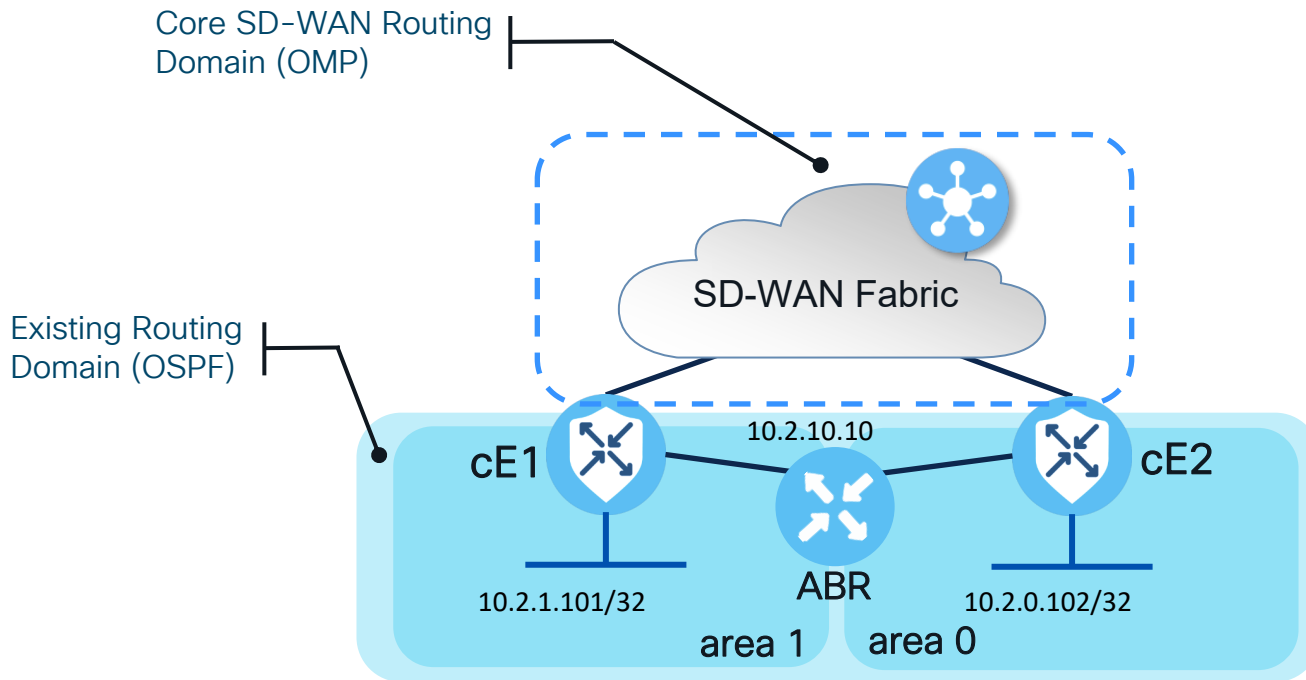 Core SD-WAN Routing
Domain (OMP)
SD-WAN Fabric
Existing Routing
Domain (OSPF)
10.2.10.10
cE1
cE2
ABR
10.2.1.101/32
10.2.0.102/32
area 1
area 0